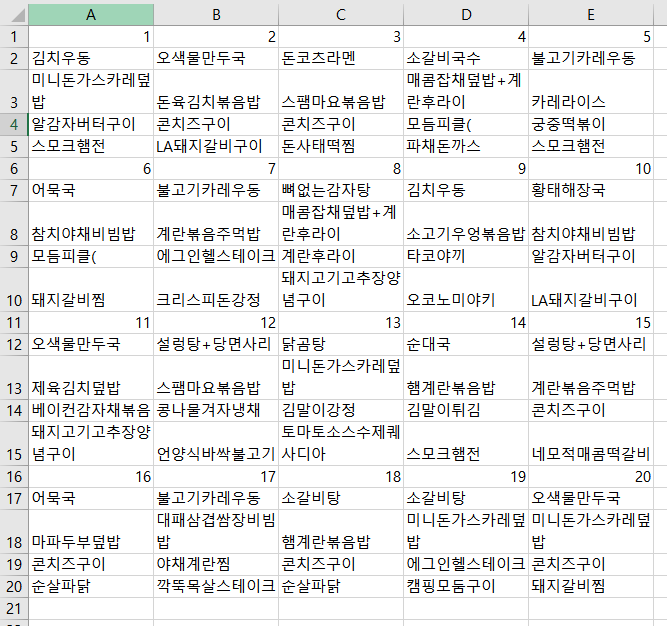 A B C D E
1 1 2 3 4 5
2 김치우동 오색물만두국 돈코츠라멘 소갈비국수 불고기카레우동
미니돈가스카레덮 매콤잡채덮밥+계
3 밥 돈육김치볶음밥 스팸마요볶음밥 란후라이 카레라이스
4 알감자버터구이 콘치즈구이 콘치즈구이 모듬피클( 궁중떡볶이
5 스모크햄전 LA돼지갈비구이 돈사태떡찜 파채돈까스 스모크햄전
6 6 7 8 9 10
7 어묵국 불고기카레우동 뼈없는감자탕 김치우동 황태해장국
매콤잡채덮밥+계
8 참치야채비빔밥 계란볶음주먹밥 란후라이 소고기우엉볶음밥 참치야채비빔밥
9 모듬피클( 에그인헬스테이크 계란후라이 타코야끼 알감자버터구이
돼지고기고추장양
10 돼지갈비찜 크리스피돈강정 념구이 오코노미야키 LA돼지갈비구이
11 11 12 13 14 15
12 오색물만두국 설렁탕+당면사리 닭곰탕 순대국 설렁탕+당면사리
미니돈가스카레덮
13 제육김치덮밥 스팸마요볶음밥 밥 햄계란볶음밥 계란볶음주먹밥
14 베이컨감자채볶음 콩나물겨자냉채 김말이강정 김말이튀김 콘치즈구이
돼지고기고추장양 토마토소스수제퀘
15 념구이 언양식바싹불고기 사디아 스모크햄전 네모적매콤떡갈비
16 16 17 18 19 20
17 어묵국 불고기카레우동 소갈비탕 소갈비탕 오색물만두국
대패삼겹쌈장비빔 미니돈가스카레덮 미니돈가스카레덮
18 마파두부덮밥 밥 햄계란볶음밥 밥 밥
19 콘치즈구이 야채계란찜 콘치즈구이 에그인헬스테이크 콘치즈구이
20 순살파닭 깍뚝목살스테이크 순살파닭 캠핑모둠구이 돼지갈비찜
21